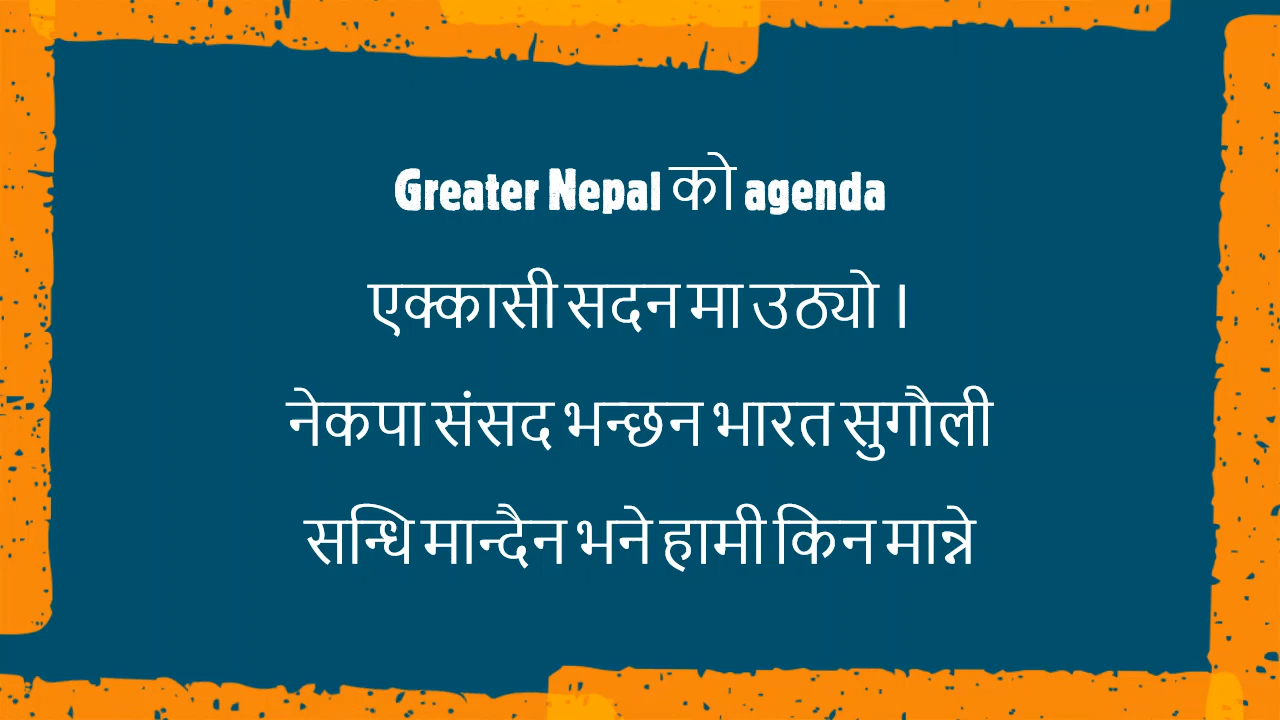 Greater Nepal को agenda
एक्कासी सदन मा उठ्यो ।
नेकपा संसद भन्छन भारत सुगौली
सन्धि मान्दैन भने हामी किन मान्ने